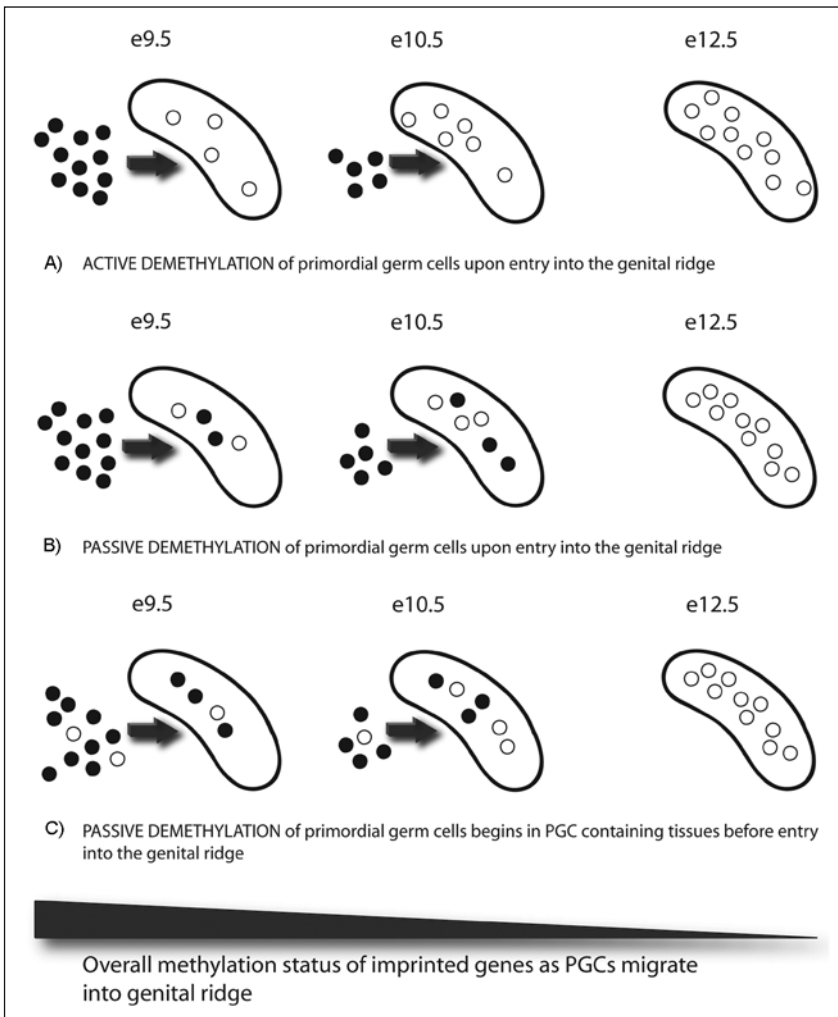 e9.5 e10.5 e12.5
A) ACTIVE DEMETHYLATION of primordial germ cells upon entry into the genital ridge
e9.5 e10.5 e12.5
B) PASSIVE DEMETHYLATION of primordial germ cells upon entry into the genital ridge
e9.5 e10.5 e12.5
C) PASSIVE DEMETHYLATION of primordial germ cells begins in PGC containing tissues before entry
into the genital ridge
Overall methylation status of imprinted genes as PGCs migrate
into genital ridge